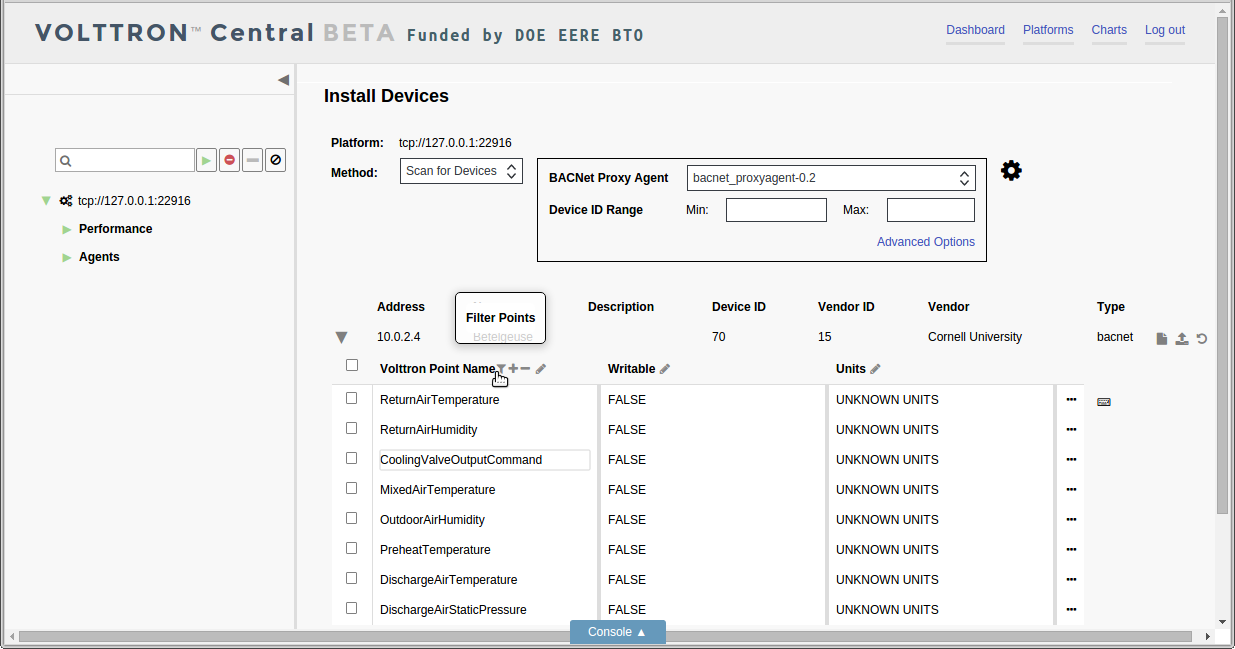 VOLTTRON™ Central BETA Funded by DOE EERE BTO
Dashboard Platforms Charts Log out
Install Devices
Platform: tcp://127.0.0.1:22916
Method: Scan for Devices
BACNet Proxy Agent bacnet_proxyagent-0.2
Device ID Range Min: Max:
Advanced Options
tcp://127.0.0.1:22916
Performance
Agents
Address Description Device ID Vendor ID Vendor Type
Filter Points
10.0.2.4 Betelgeuse 70 15 Cornell University bacnet
Volttron Point Name Writable Units
ReturnAirTemperature FALSE UNKNOWN UNITS
ReturnAirHumidity FALSE UNKNOWN UNITS
CoolingValveOutputCommand FALSE UNKNOWN UNITS
MixedAirTemperature FALSE UNKNOWN UNITS
OutdoorAirHumidity FALSE UNKNOWN UNITS
PreheatTemperature FALSE UNKNOWN UNITS
DischargeAirTemperature FALSE UNKNOWN UNITS
DischargeAirStaticPressure FALSE UNKNOWN UNITS
Console ▲